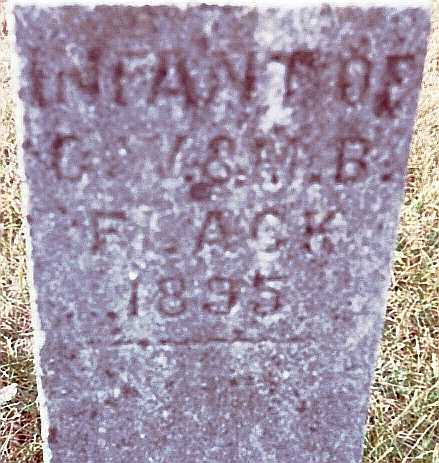 INFANT OF
C. V. & M. B.
FLACK
1895